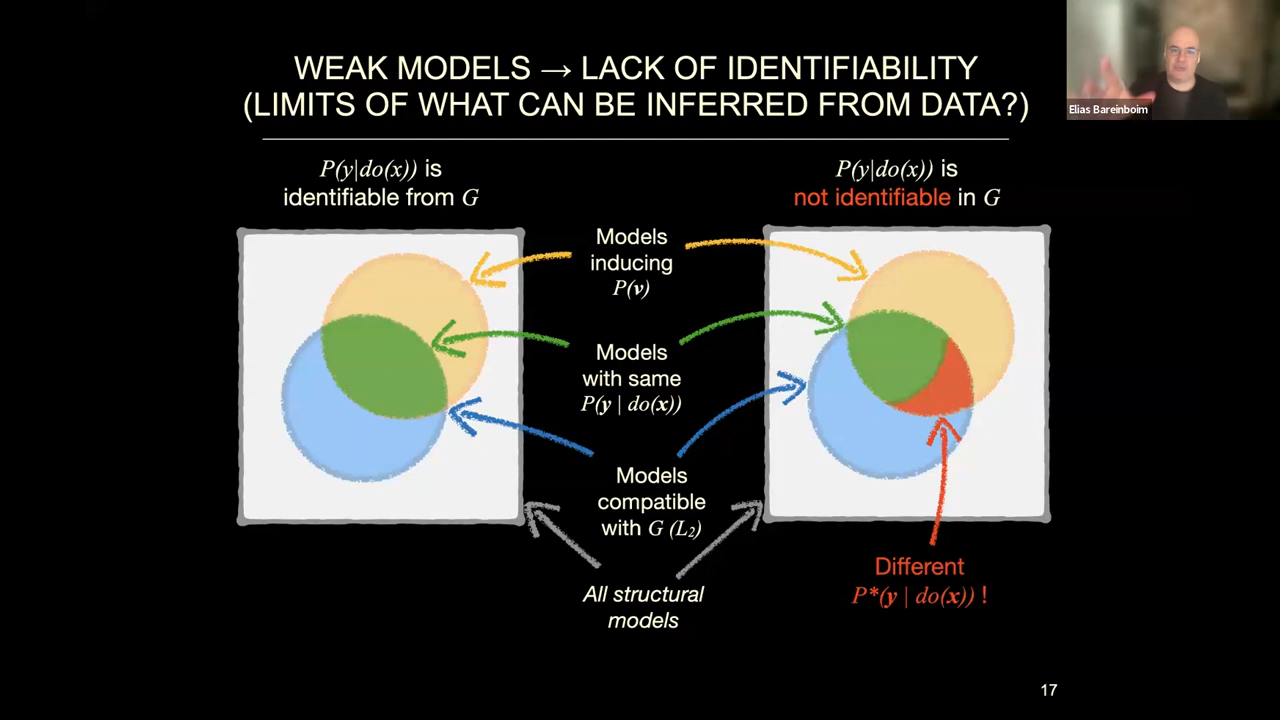 WEAK MODELS → LACK OF IDENTIFIABILITY
(LIMITS OF WHAT CAN BE INFERRED FROM DATA?)
Elias Bareinboim
P(y|do(x)) is
identifiable from G
P(y|do(x)) is
not identifiable in G
Models
inducing
P(v)
Models
with same
P(y | do(x))
Models
compatible
with G (L₂)
All structural
models
Different
P*(y | do(x)) !
17